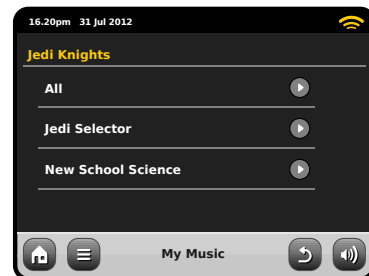 16.20pm 31 Jul 2012
Jedi Knights
All
Jedi Selector
New School Science
My Music